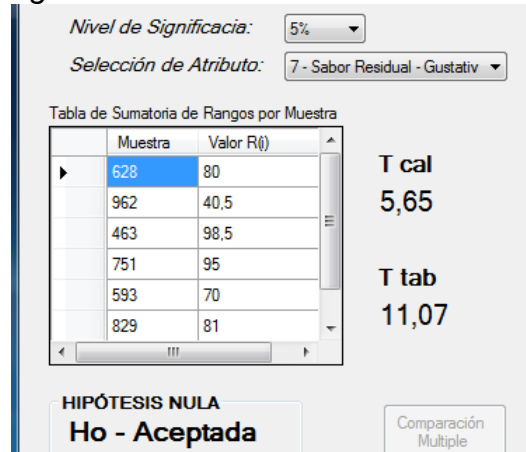 Nivel de Significacia: 5%
Selección de Atributo: 7 - Sabor Residual - Gustativ
Tabla de Sumatoria de Rangos por Muestra
Muestra Valor R(i)
628 80
962 40,5
463 98,5
751 95
593 70
829 81
T cal
5,65
T tab
11,07
HIPÓTESIS NULA
Ho - Aceptada
Comparación
Multiple